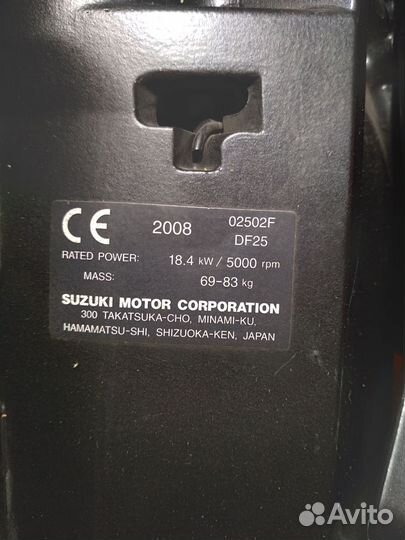 CE 2008 02502F
DF25
RATED POWER: 18.4 kW / 5000 rpm
MASS: 69-83 kg
SUZUKI MOTOR CORPORATION
300 TAKATSUKA-CHO, MINAMI-KU.
HAMAMATSU-SHI, SHIZUOKA-KEN, JAPAN
Avito